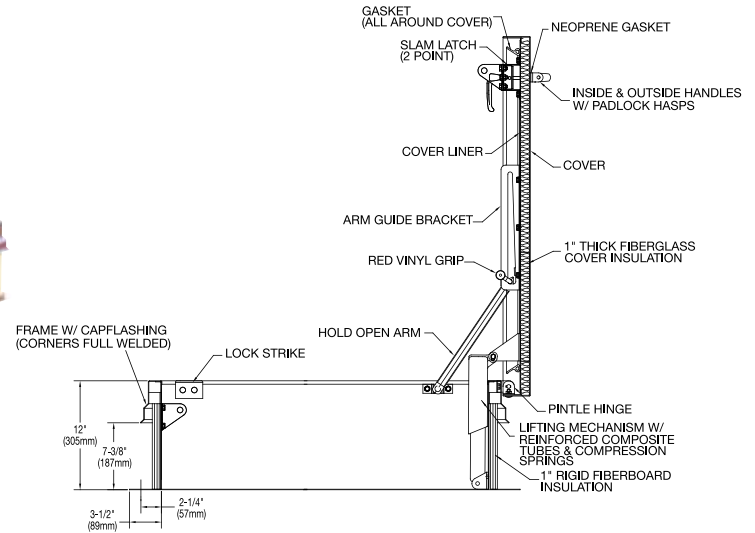 GASKET
(ALL AROUND COVER)
NEOPRENE GASKET
SLAM LATCH
(2 POINT)
INSIDE & OUTSIDE HANDLES
W/ PADLOCK HASPS
COVER LINER
COVER
ARM GUIDE BRACKET
1" THICK FIBERGLASS
COVER INSULATION
RED VINYL GRIP
FRAME W/ CAPFLASHING
(CORNERS FULL WELDED)
HOLD OPEN ARM
LOCK STRIKE
PINTLE HINGE
12"
(305mm)
LIFTING MECHANISM W/
REINFORCED COMPOSITE
TUBES & COMPRESSION
SPRINGS
7-3/8"
(187mm)
1" RIGID FIBERBOARD
INSULATION
2-1/4"
(57mm)
3-1/2"
(89mm)